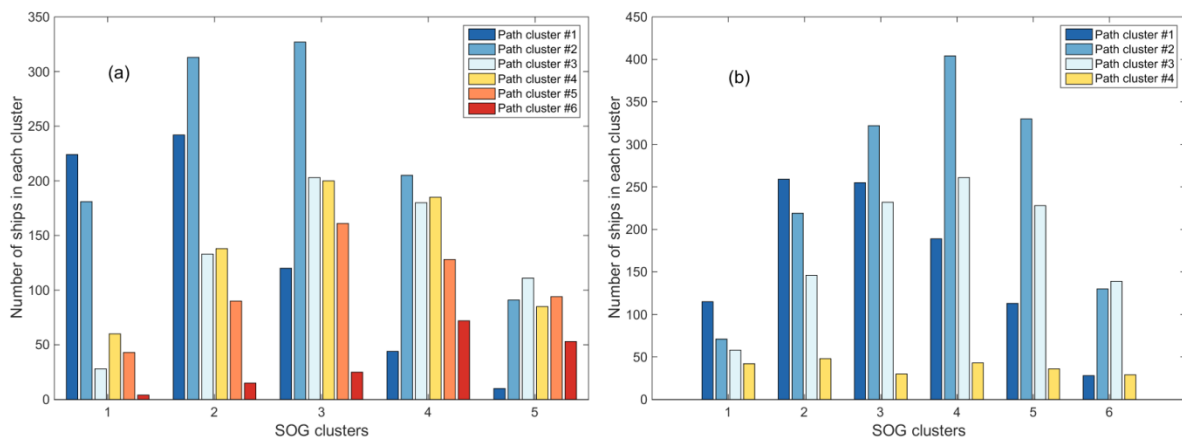 350
300
250
200
150
100
50
0
Number of ships in each cluster
(a)
Path cluster #1
Path cluster #2
Path cluster #3
Path cluster #4
Path cluster #5
Path cluster #6
1 2 3 4 5
SOG clusters
450
400
350
300
250
200
150
100
50
0
Number of ships in each cluster
(b)
Path cluster #1
Path cluster #2
Path cluster #3
Path cluster #4
1 2 3 4 5 6
SOG clusters